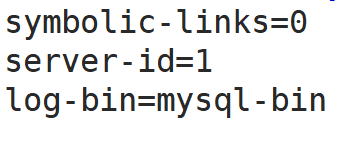 symbolic-links=0
server-id=1
log-bin=mysql-bin